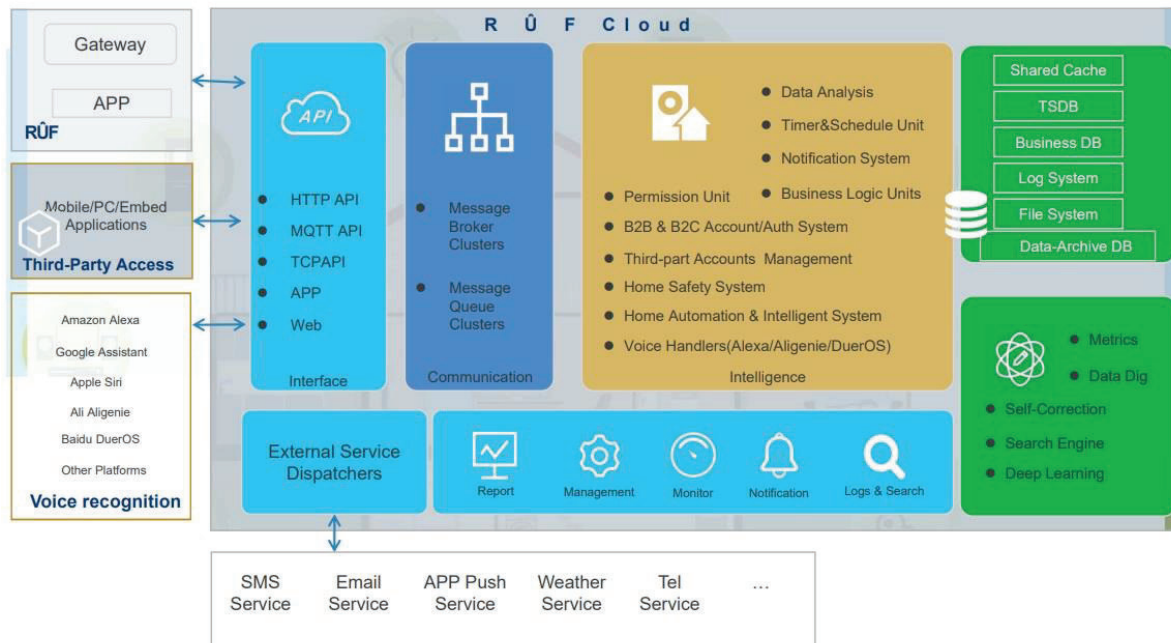 R Û F Cloud
Gateway
APP
RÛF
Mobile/PC/Embed
Applications
Third-Party Access
Amazon Alexa
Google Assistant
Apple Siri
Ali Aligenie
Baidu DuerOS
Other Platforms
Voice recognition
API
● HTTP API
● MQTT API
● TCPAPI
● APP
● Web
Interface
● Message
Broker
Clusters
● Message
Queue
Clusters
Communication
● Data Analysis
● Timer&Schedule Unit
● Notification System
● Business Logic Units
● Permission Unit
● B2B & B2C Account/Auth System
● Third-part Accounts Management
● Home Safety System
● Home Automation & Intelligent System
● Voice Handlers(Alexa/Aligenie/DuerOS)
Intelligence
Shared Cache
TSDB
Business DB
Log System
File System
Data-Archive DB
● Metrics
● Data Dig
● Self-Correction
● Search Engine
● Deep Learning
External Service
Dispatchers
Report
Management
Monitor
Notification
Logs & Search
SMS
Service
Email
Service
APP Push
Service
Weather
Service
Tel
Service
...